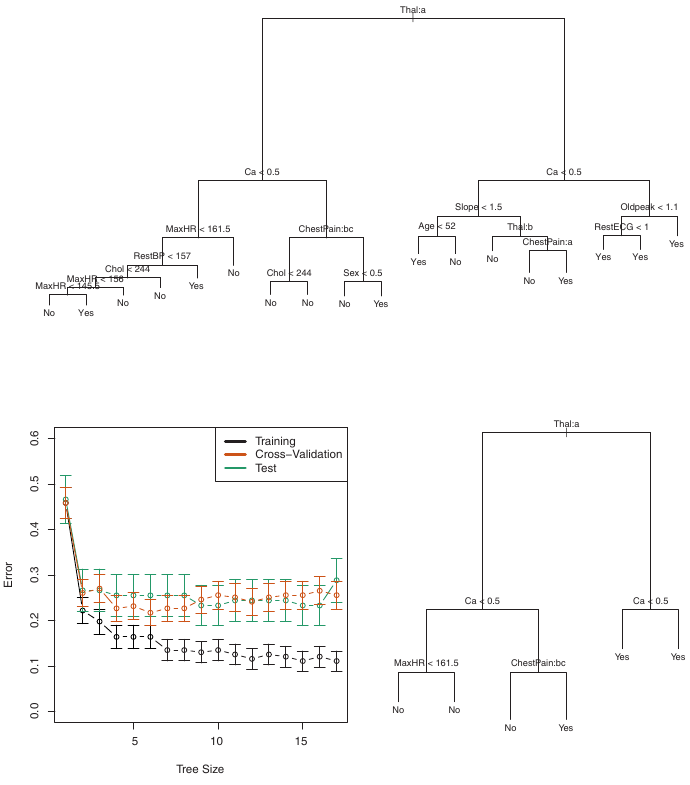 Thal:a
Ca < 0.5
Ca < 0.5
Slope < 1.5
Oldpeak < 1.1
MaxHR < 161.5
ChestPain:bc
Age < 52
Thal:b
RestECG < 1
ChestPain:a
Yes
RestBP < 157
Yes
No
No
Yes
Yes
Chol < 244
No
Chol < 244
Sex < 0.5
MaxHR < 156
No
Yes
MaxHR < 145.5
Yes
No
No
No
No
No
Yes
No
Yes
Thal:a
Training
Cross−Validation
Test
0.6
0.5
0.4
0.3
0.2
0.1
0.0
Error
5
10
15
Tree Size
Ca < 0.5
Ca < 0.5
MaxHR < 161.5
ChestPain:bc
Yes
Yes
No
No
No
Yes